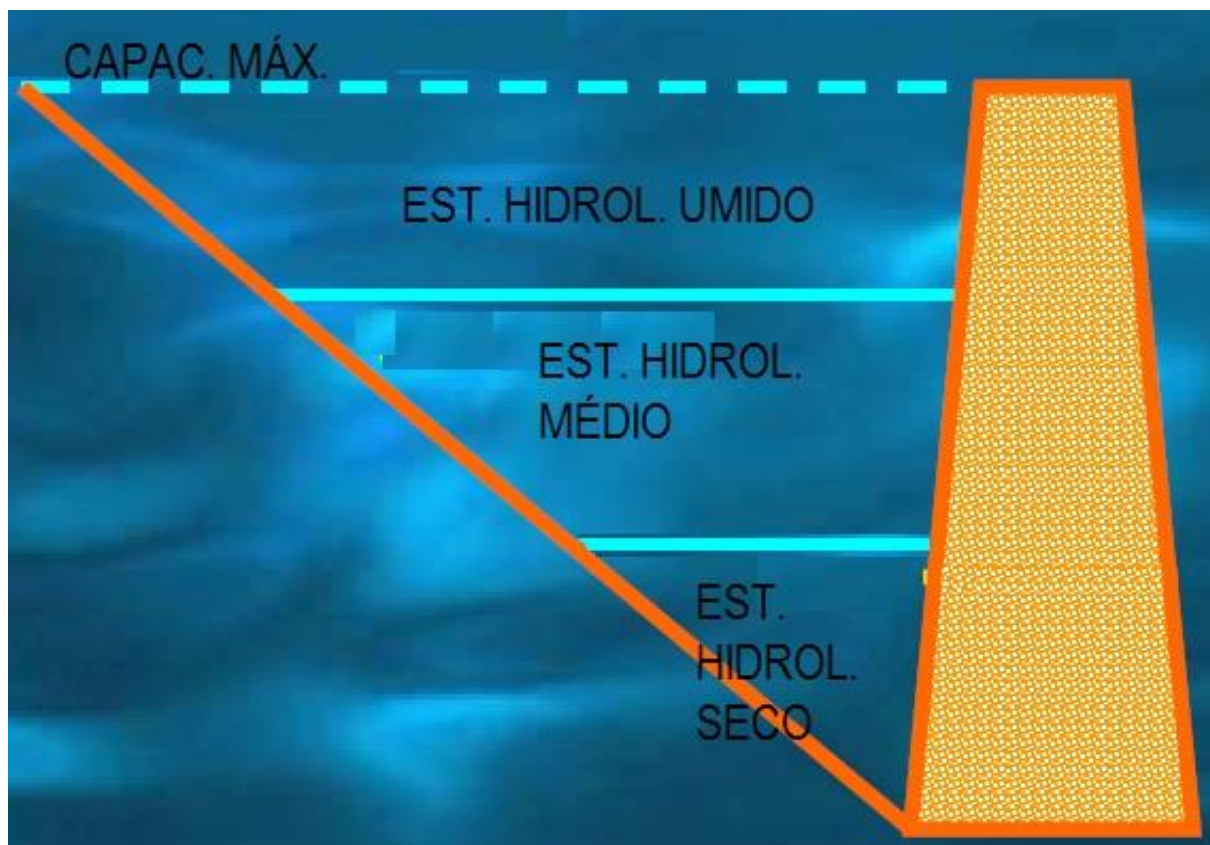 CAPAC. MÁX.
EST. HIDROL. UMIDO
EST. HIDROL.
MÉDIO
EST.
HIDROL.
SECO